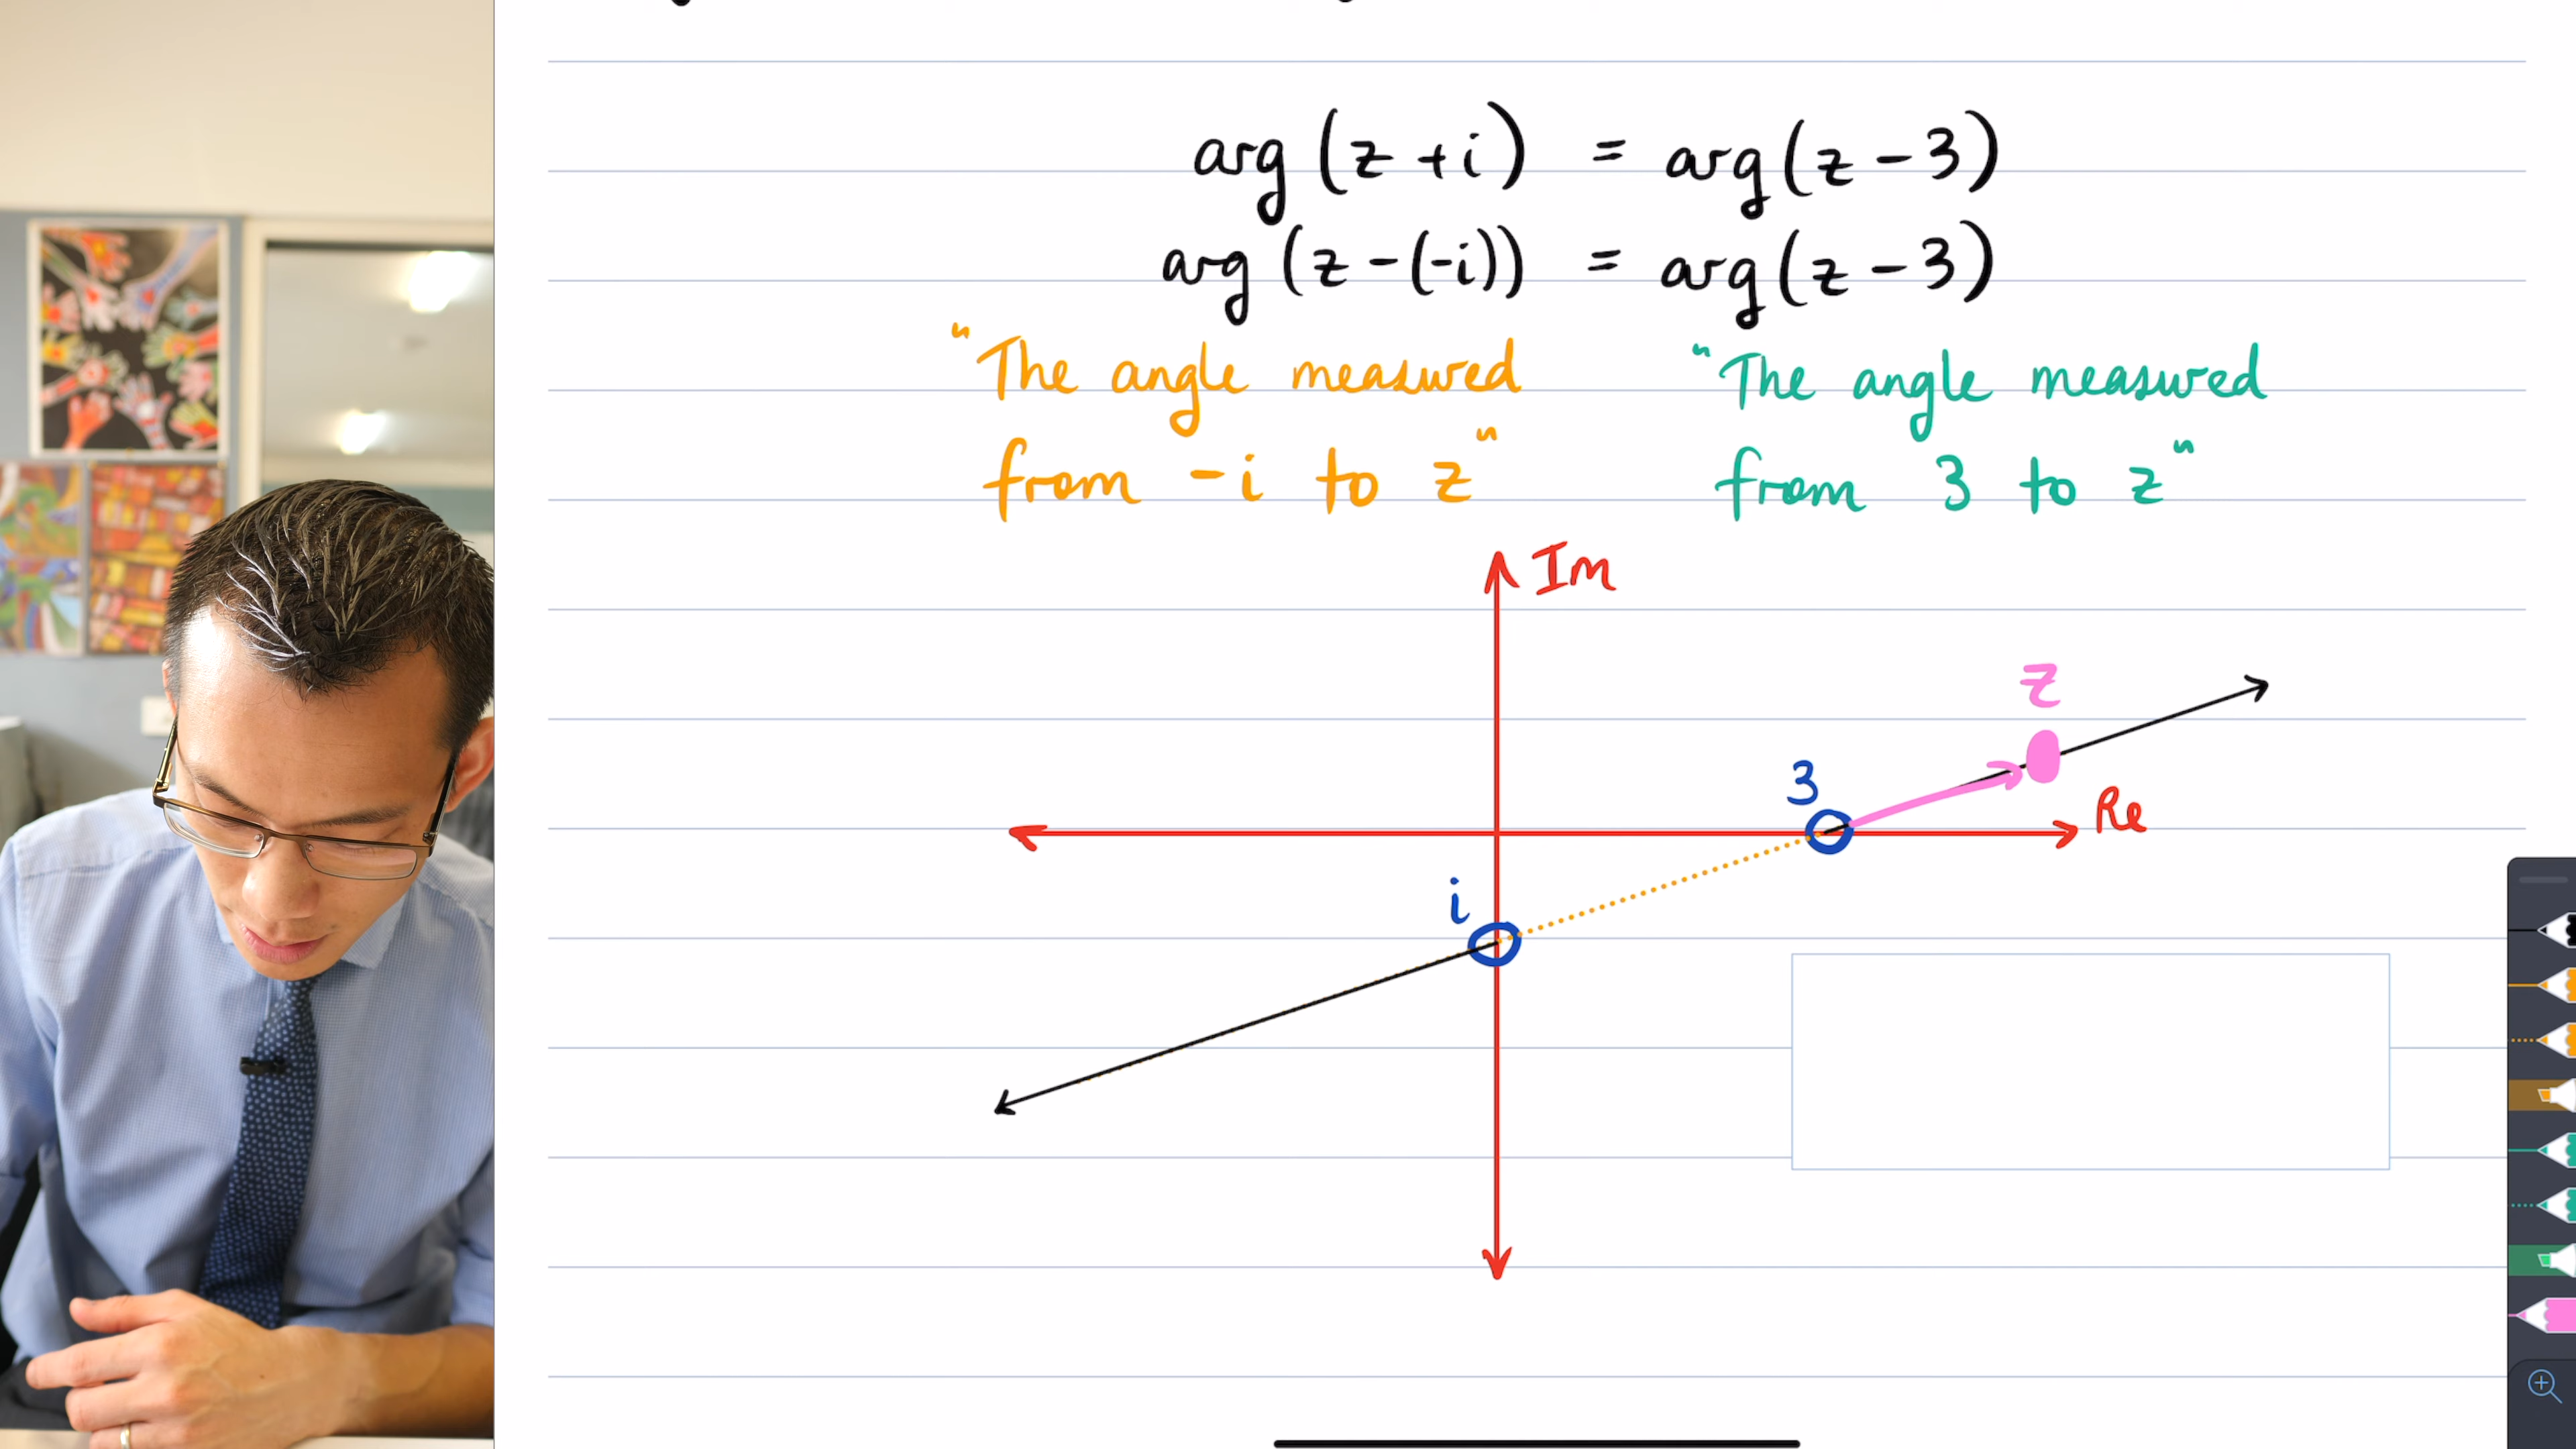 arg (z + i) = arg (z - 3)
arg (z - (-i)) = arg (z - 3)
"The angle measured
from -i to z"
"The angle measured
from 3 to z"
Im
z
3
Re
i